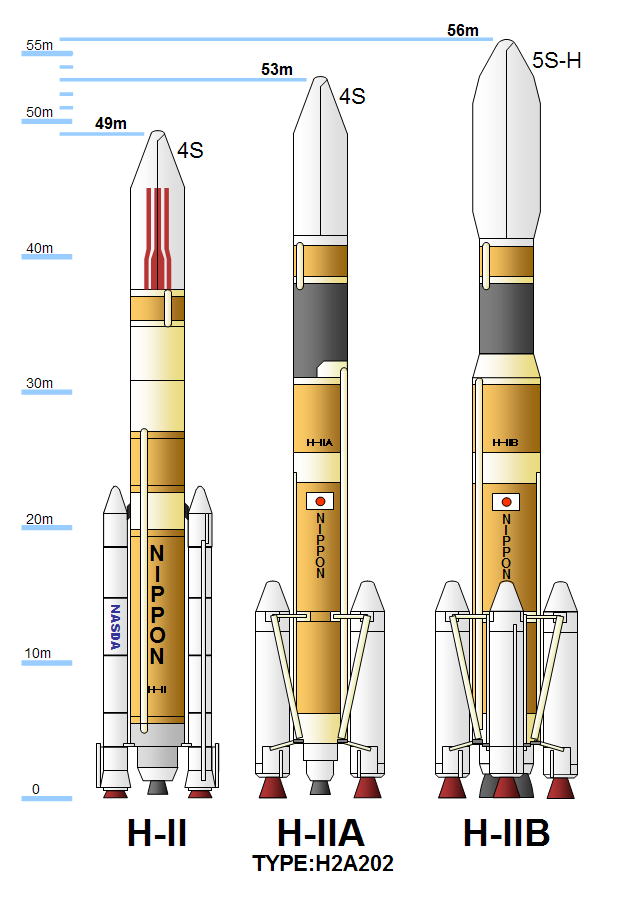 56m
55m
5S-H
53m
4S
50m
49m
4S
40m
30m
H-IIA
H-IIB
20m
NIPPON
NIPPON
NIPPON
NASDA
10m
H-II
0
H-II
H-IIA
H-IIB
TYPE:H2A202